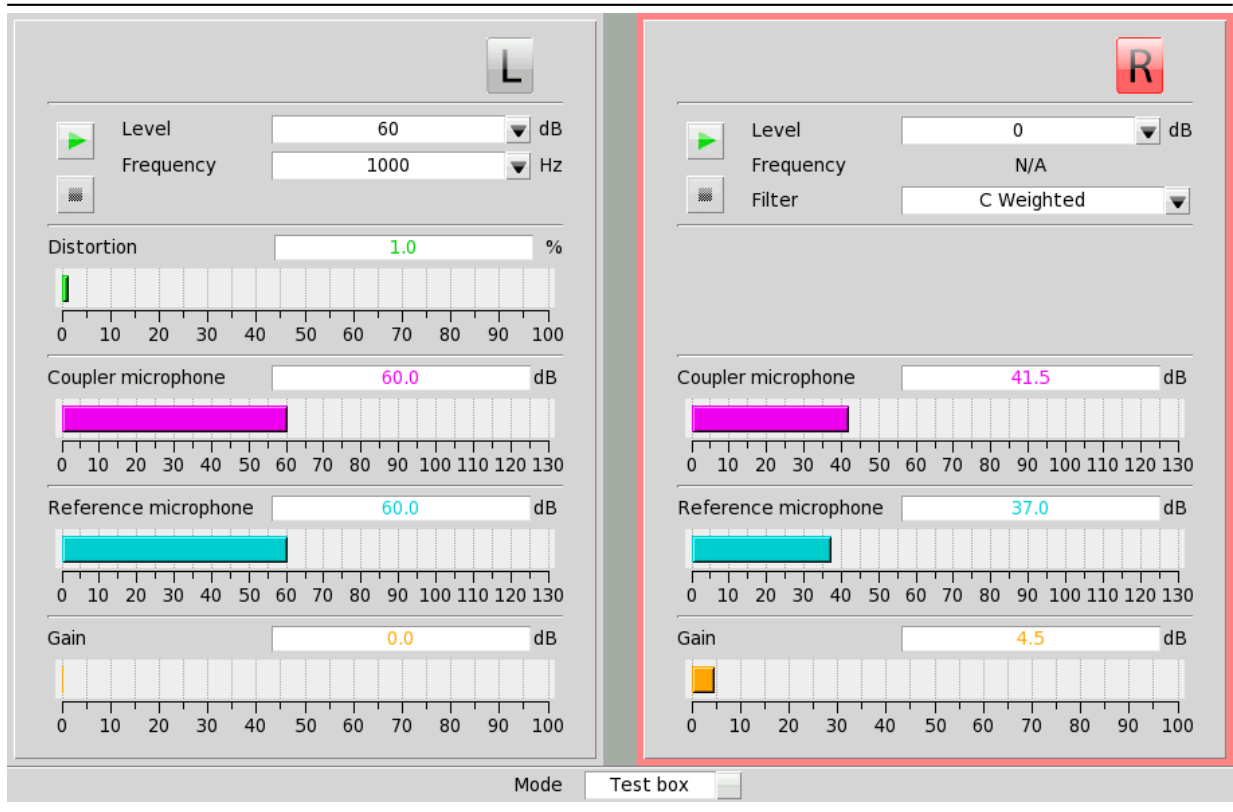 L
Level 60 dB
Frequency 1000 Hz
Distortion 1.0 %
0 10 20 30 40 50 60 70 80 90 100
Coupler microphone 60.0 dB
0 10 20 30 40 50 60 70 80 90 100 110 120 130
Reference microphone 60.0 dB
0 10 20 30 40 50 60 70 80 90 100 110 120 130
Gain 0.0 dB
0 10 20 30 40 50 60 70 80 90 100
R
Level 0 dB
Frequency N/A
Filter C Weighted
Coupler microphone 41.5 dB
0 10 20 30 40 50 60 70 80 90 100 110 120 130
Reference microphone 37.0 dB
0 10 20 30 40 50 60 70 80 90 100 110 120 130
Gain 4.5 dB
0 10 20 30 40 50 60 70 80 90 100
Mode Test box